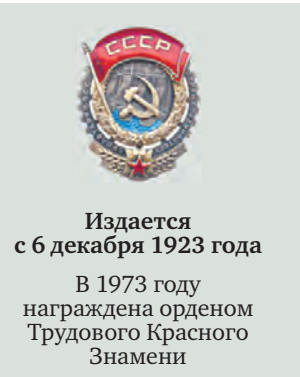 СССР
Издается
с 6 декабря 1923 года
В 1973 году
награждена орденом
Трудового Красного
Знамени